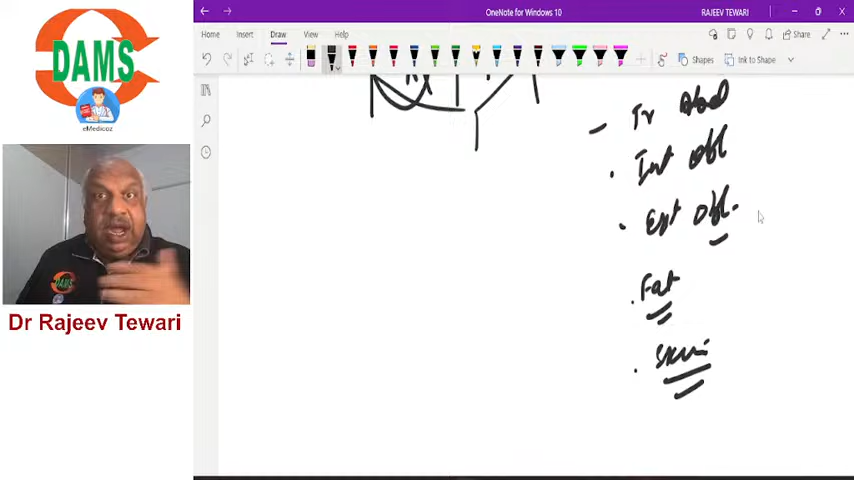 OneNote for Windows 10
RAJEEV TEWARI
Home Insert Draw View Help
Share
Shapes
Ink to Shape
DAMS
eMedicoz
DAMS
Dr Rajeev Tewari
Tr Abd
Int Obl
Ext Obl.
Fat
Skin